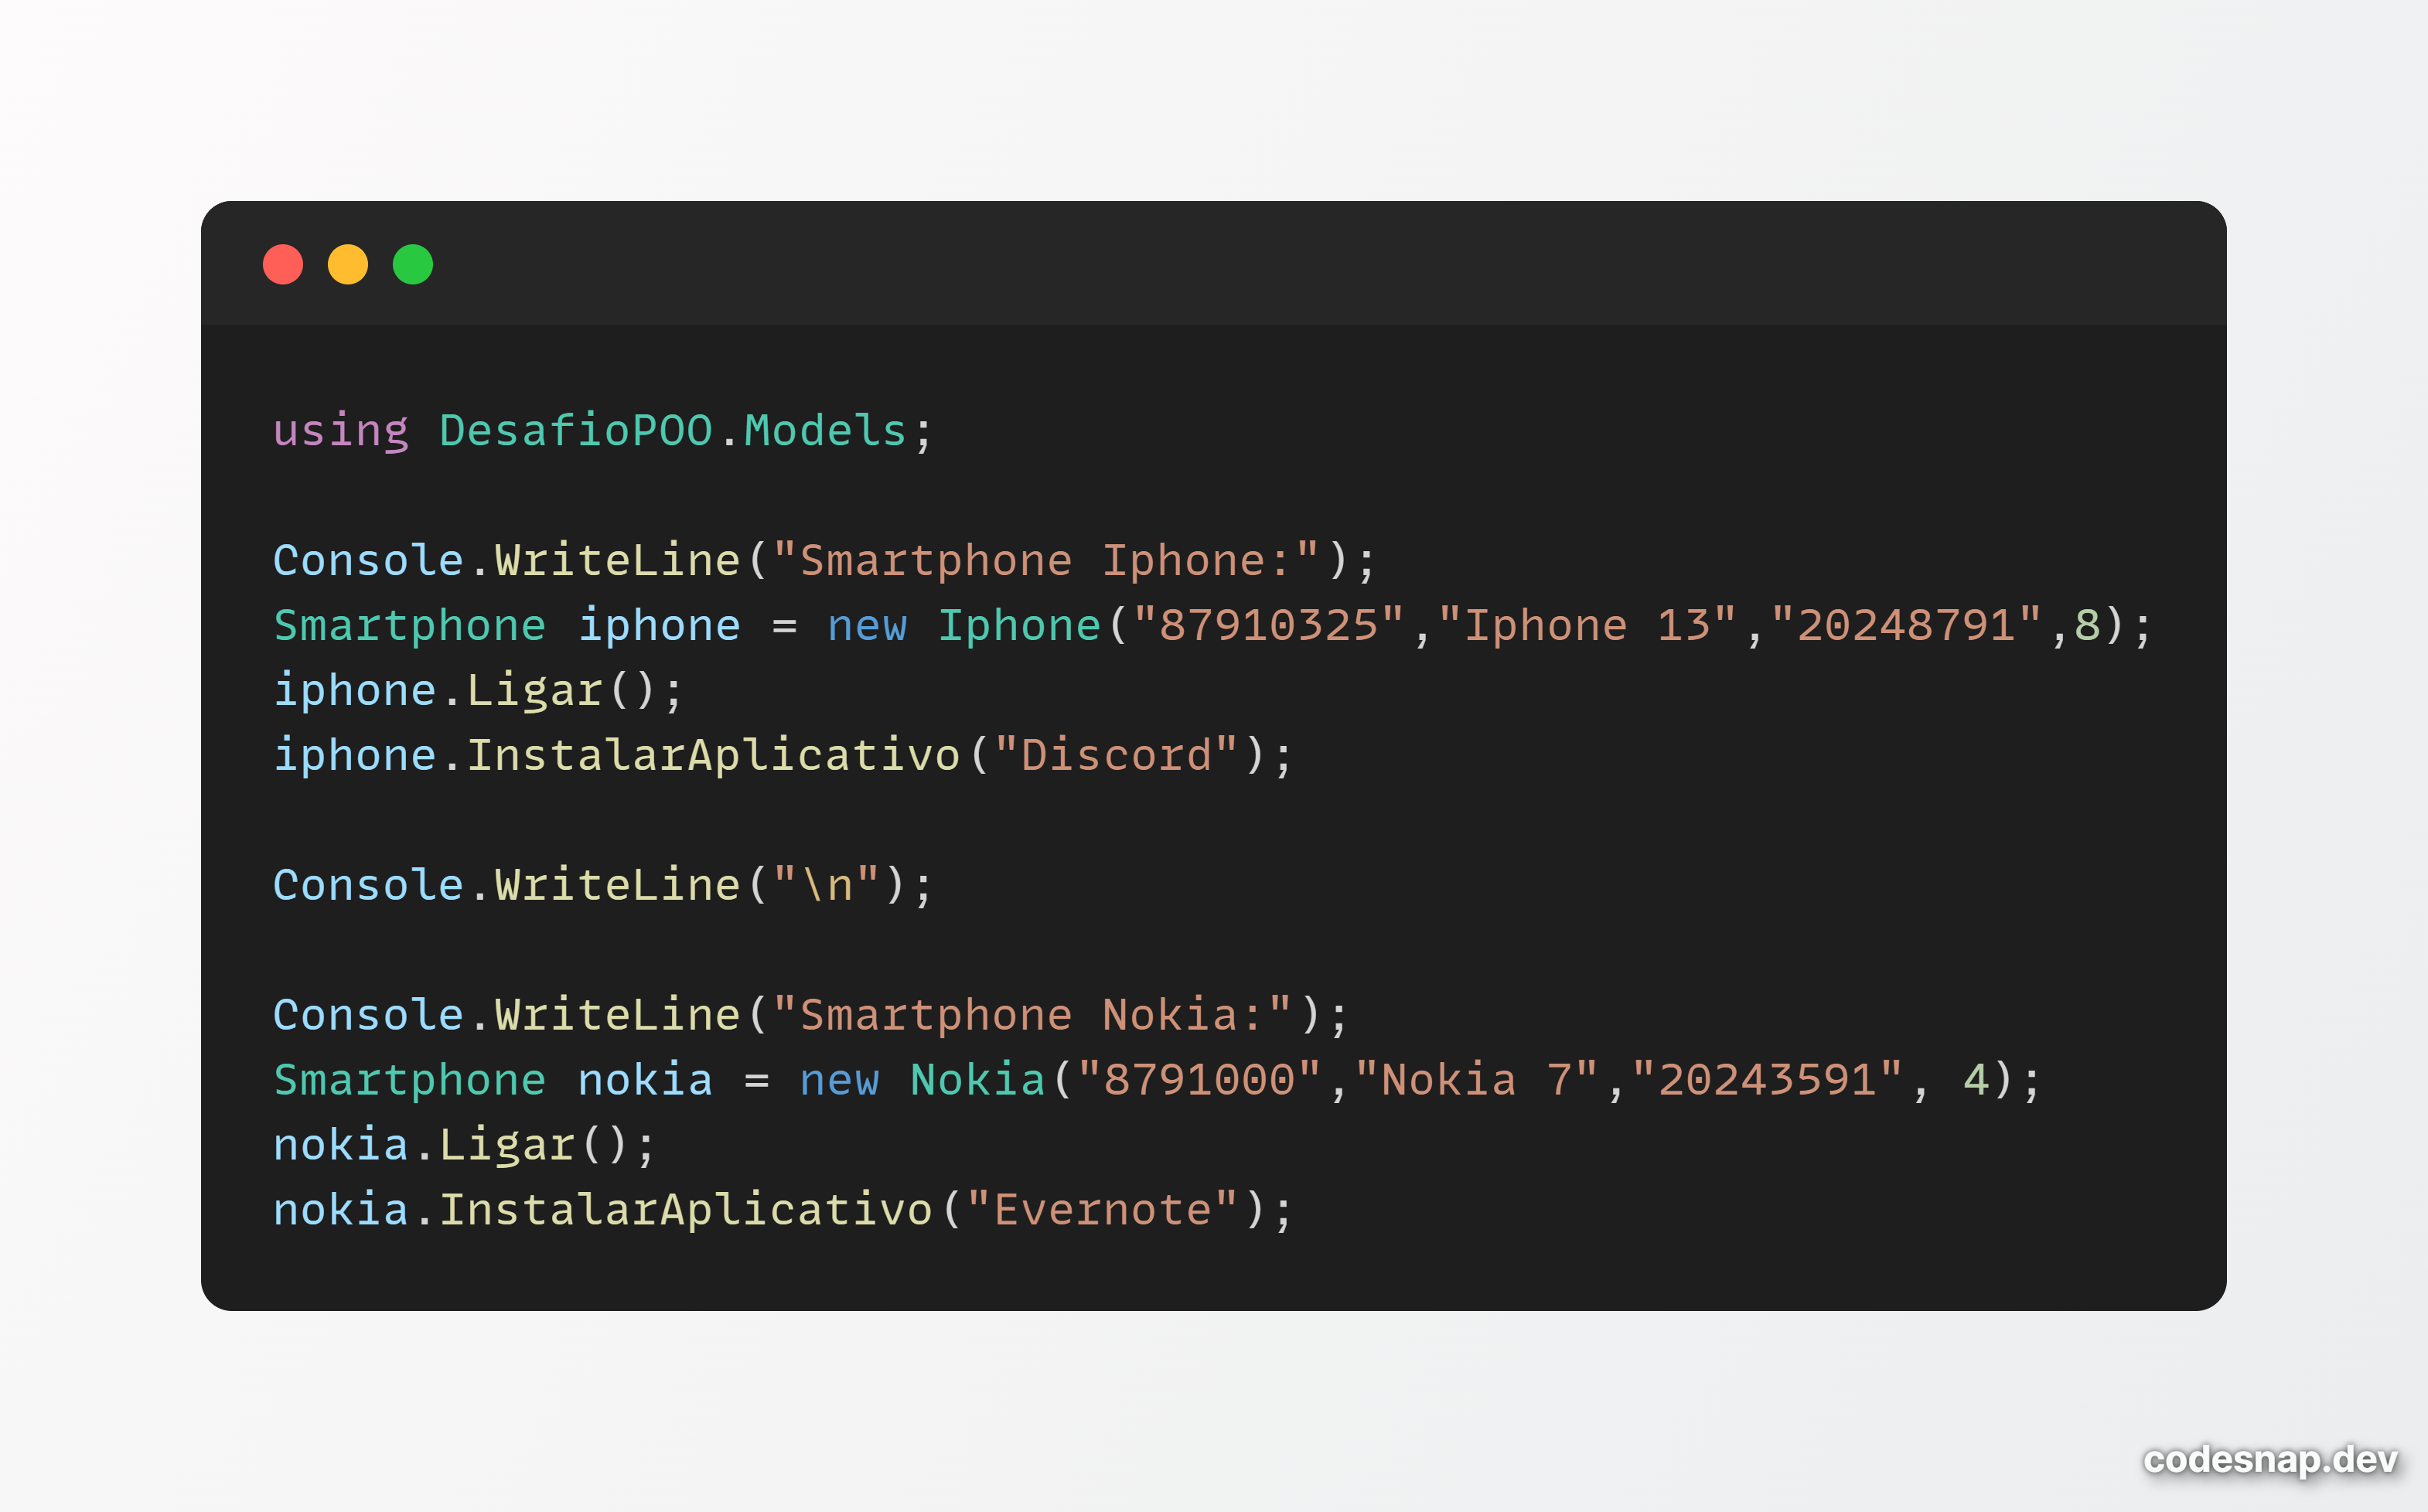 using DesafioPOO.Models;
Console.WriteLine("Smartphone Iphone:");
Smartphone iphone = new Iphone("87910325","Iphone 13","20248791",8);
iphone.Ligar();
iphone.InstalarAplicativo("Discord");
Console.WriteLine("\n");
Console.WriteLine("Smartphone Nokia:");
Smartphone nokia = new Nokia("8791000","Nokia 7","20243591", 4);
nokia.Ligar();
nokia.InstalarAplicativo("Evernote");
codesnap.dev